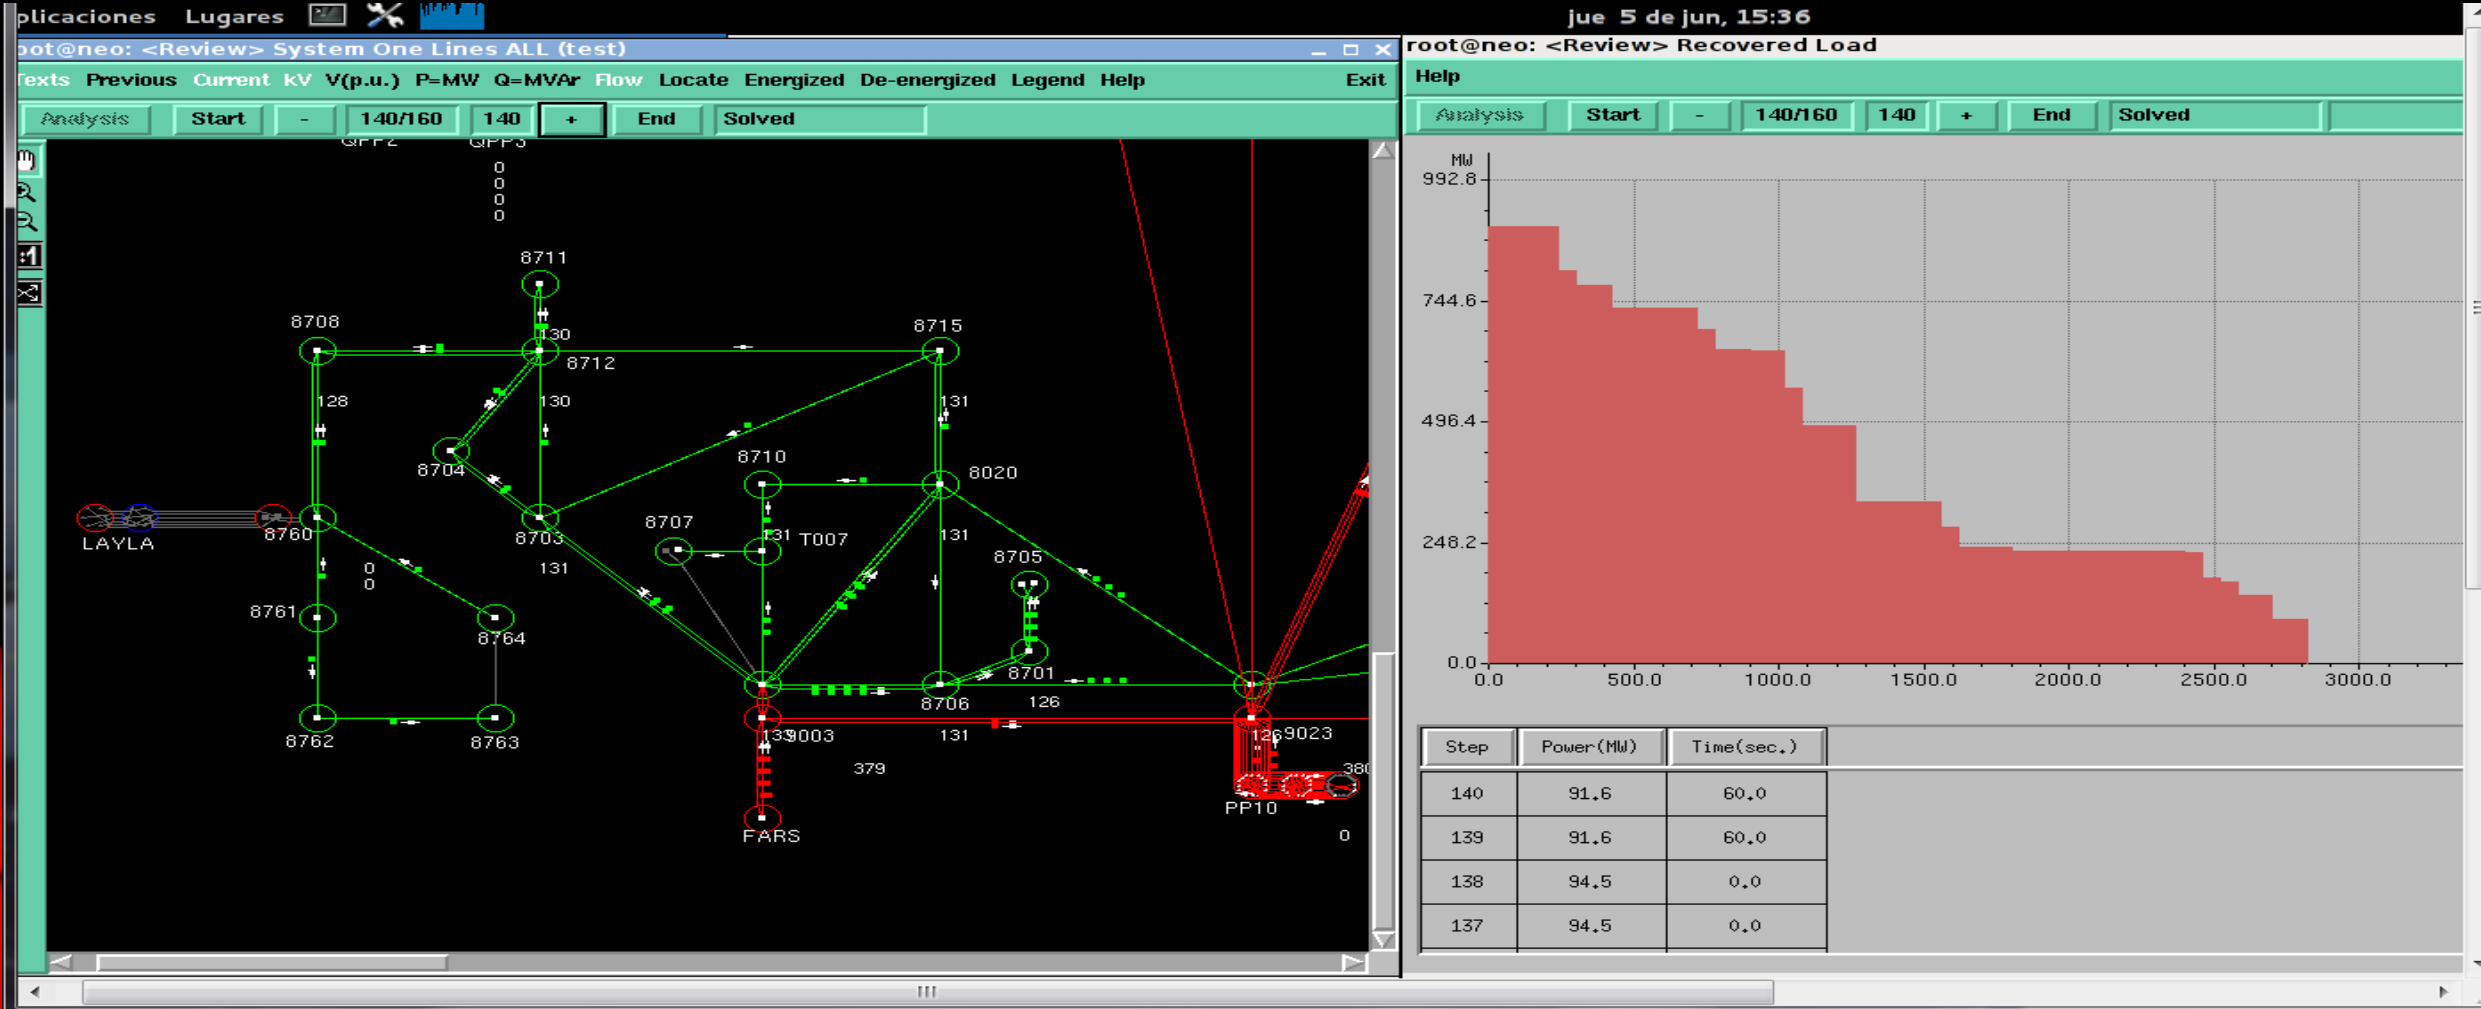 plicaciones Lugares
jue 5 de jun, 15:36
oot@neo: <Review> System One Lines ALL (test)
Texts Previous Current kV V(p.u.) P=MW Q=MVAr Flow Locate Energized De-energized Legend Help Exit
Analysis Start - 140/160 140 + End Solved
:1
QPP2 QPP3
0
0
0
0
8711
8708
130
8712
8715
128
130
131
8704
8710
8020
8760
LAYLA
8703
131
8707
131 T007
131
8705
0
0
8761
8764
8701
8706
126
8762
8763
9003
131
379
1269023
380
PP10
FARS
0
root@neo: <Review> Recovered Load
Help
Analysis Start - 140/160 140 + End Solved
MW
992.8
744.6
496.4
248.2
0.0
0.0 500.0 1000.0 1500.0 2000.0 2500.0 3000.0
Step Power(MW) Time(sec.)
140 91.6 60.0
139 91.6 60.0
138 94.5 0.0
137 94.5 0.0